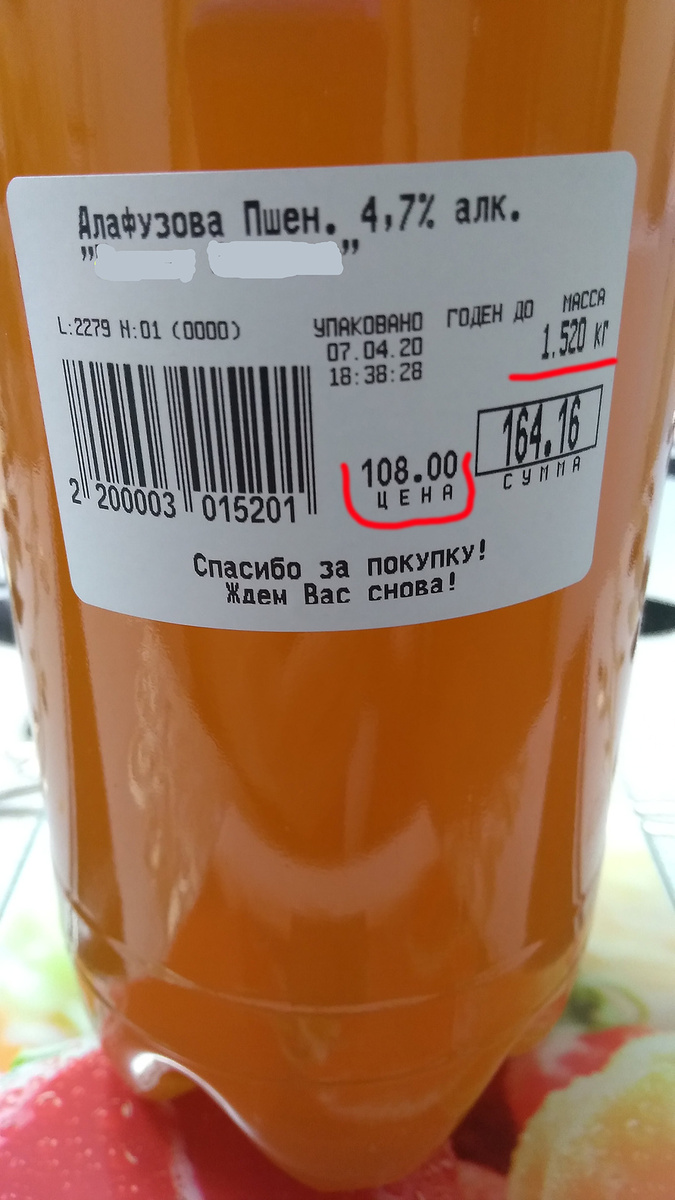 Алафузова Пшен. 4,7% алк.
" "
L:2279 Н:01 (0000)
УПАКОВАНО ГОДЕН ДО МАССА
07.04.20 1.520 кг
18:38:28
108.00 164.16
ЦЕНА СУММА
2 200003 015201
Спасибо за покупку!
Ждем Вас снова!